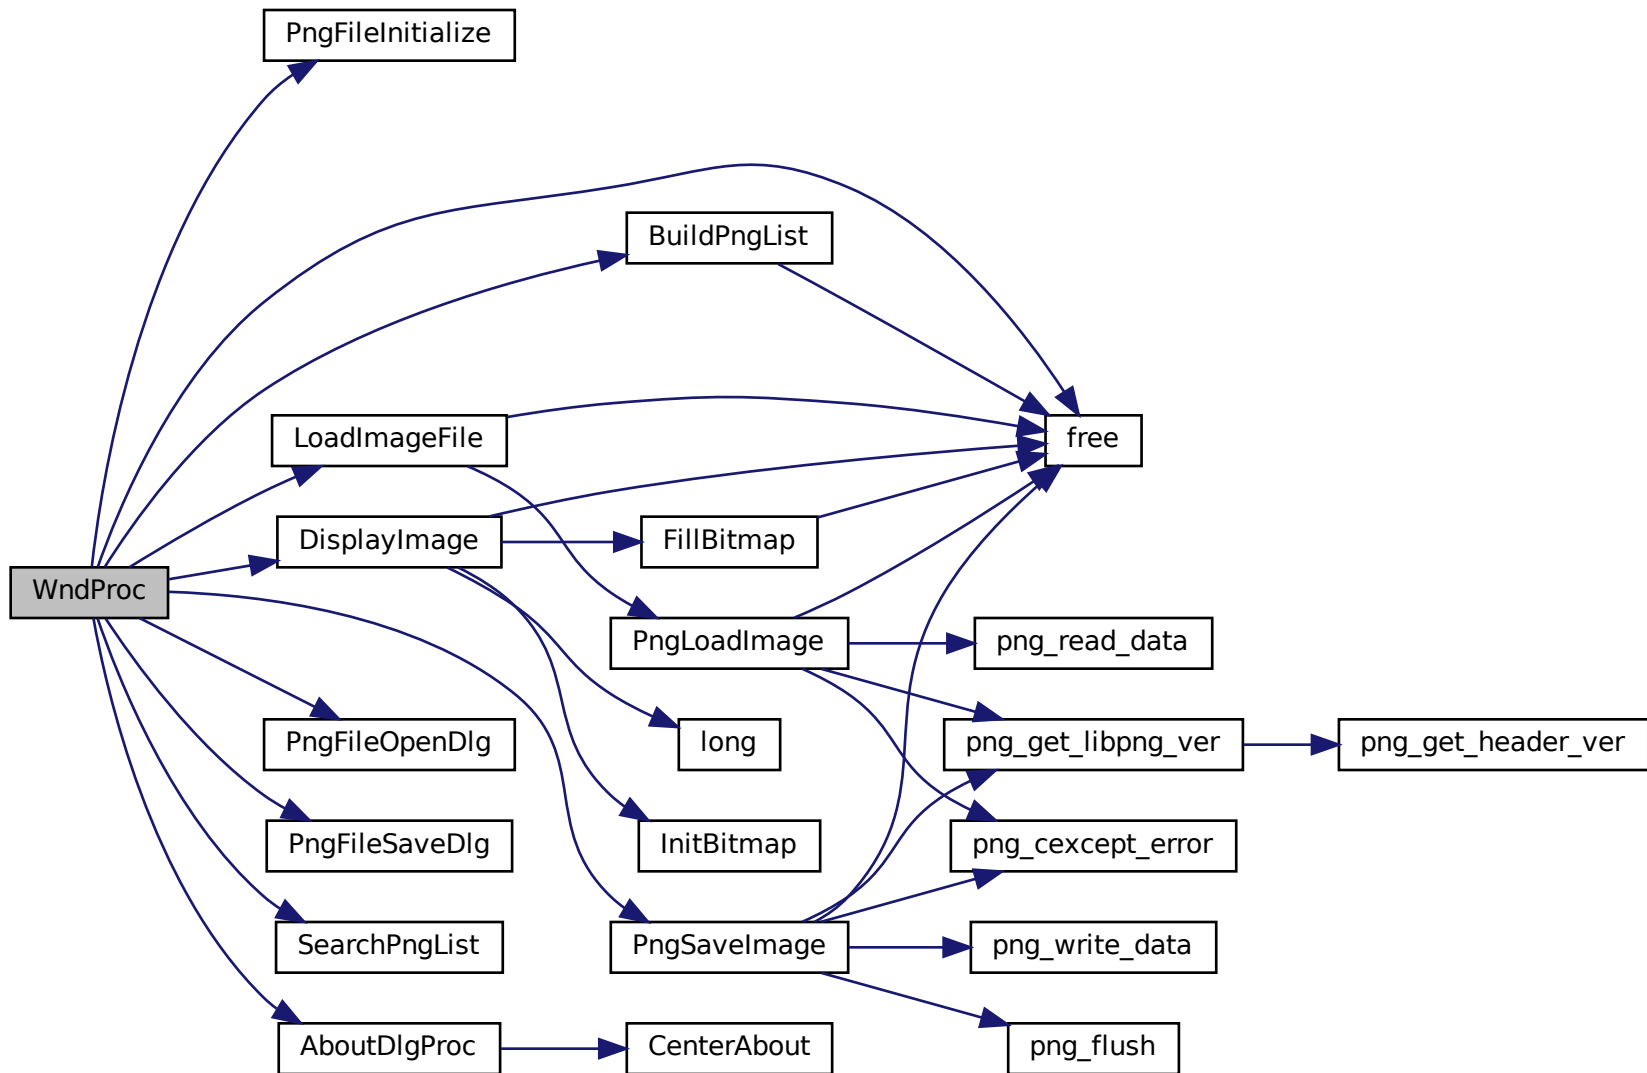 PngFileInitialize
BuildPngList
LoadImageFile
free
DisplayImage
FillBitmap
WndProc
PngLoadImage
png_read_data
PngFileOpenDlg
long
png_get_libpng_ver
png_get_header_ver
PngFileSaveDlg
InitBitmap
png_cexcept_error
SearchPngList
PngSaveImage
png_write_data
AboutDlgProc
CenterAbout
png_flush